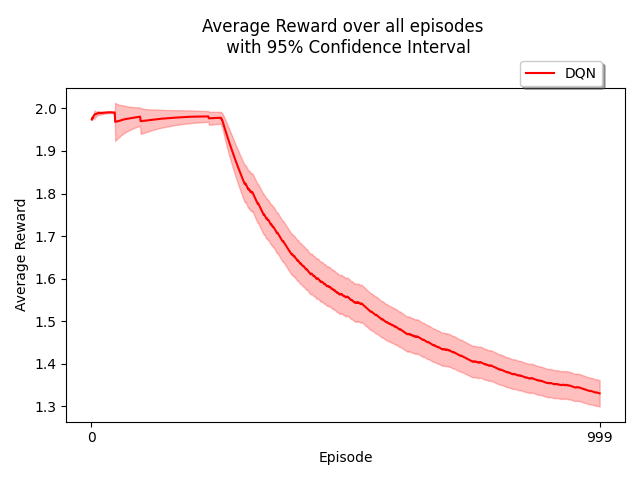 Average Reward over all episodes
with 95% Confidence Interval
DQN
2.0
1.9
1.8
1.7
1.6
1.5
1.4
1.3
Average Reward
0
999
Episode